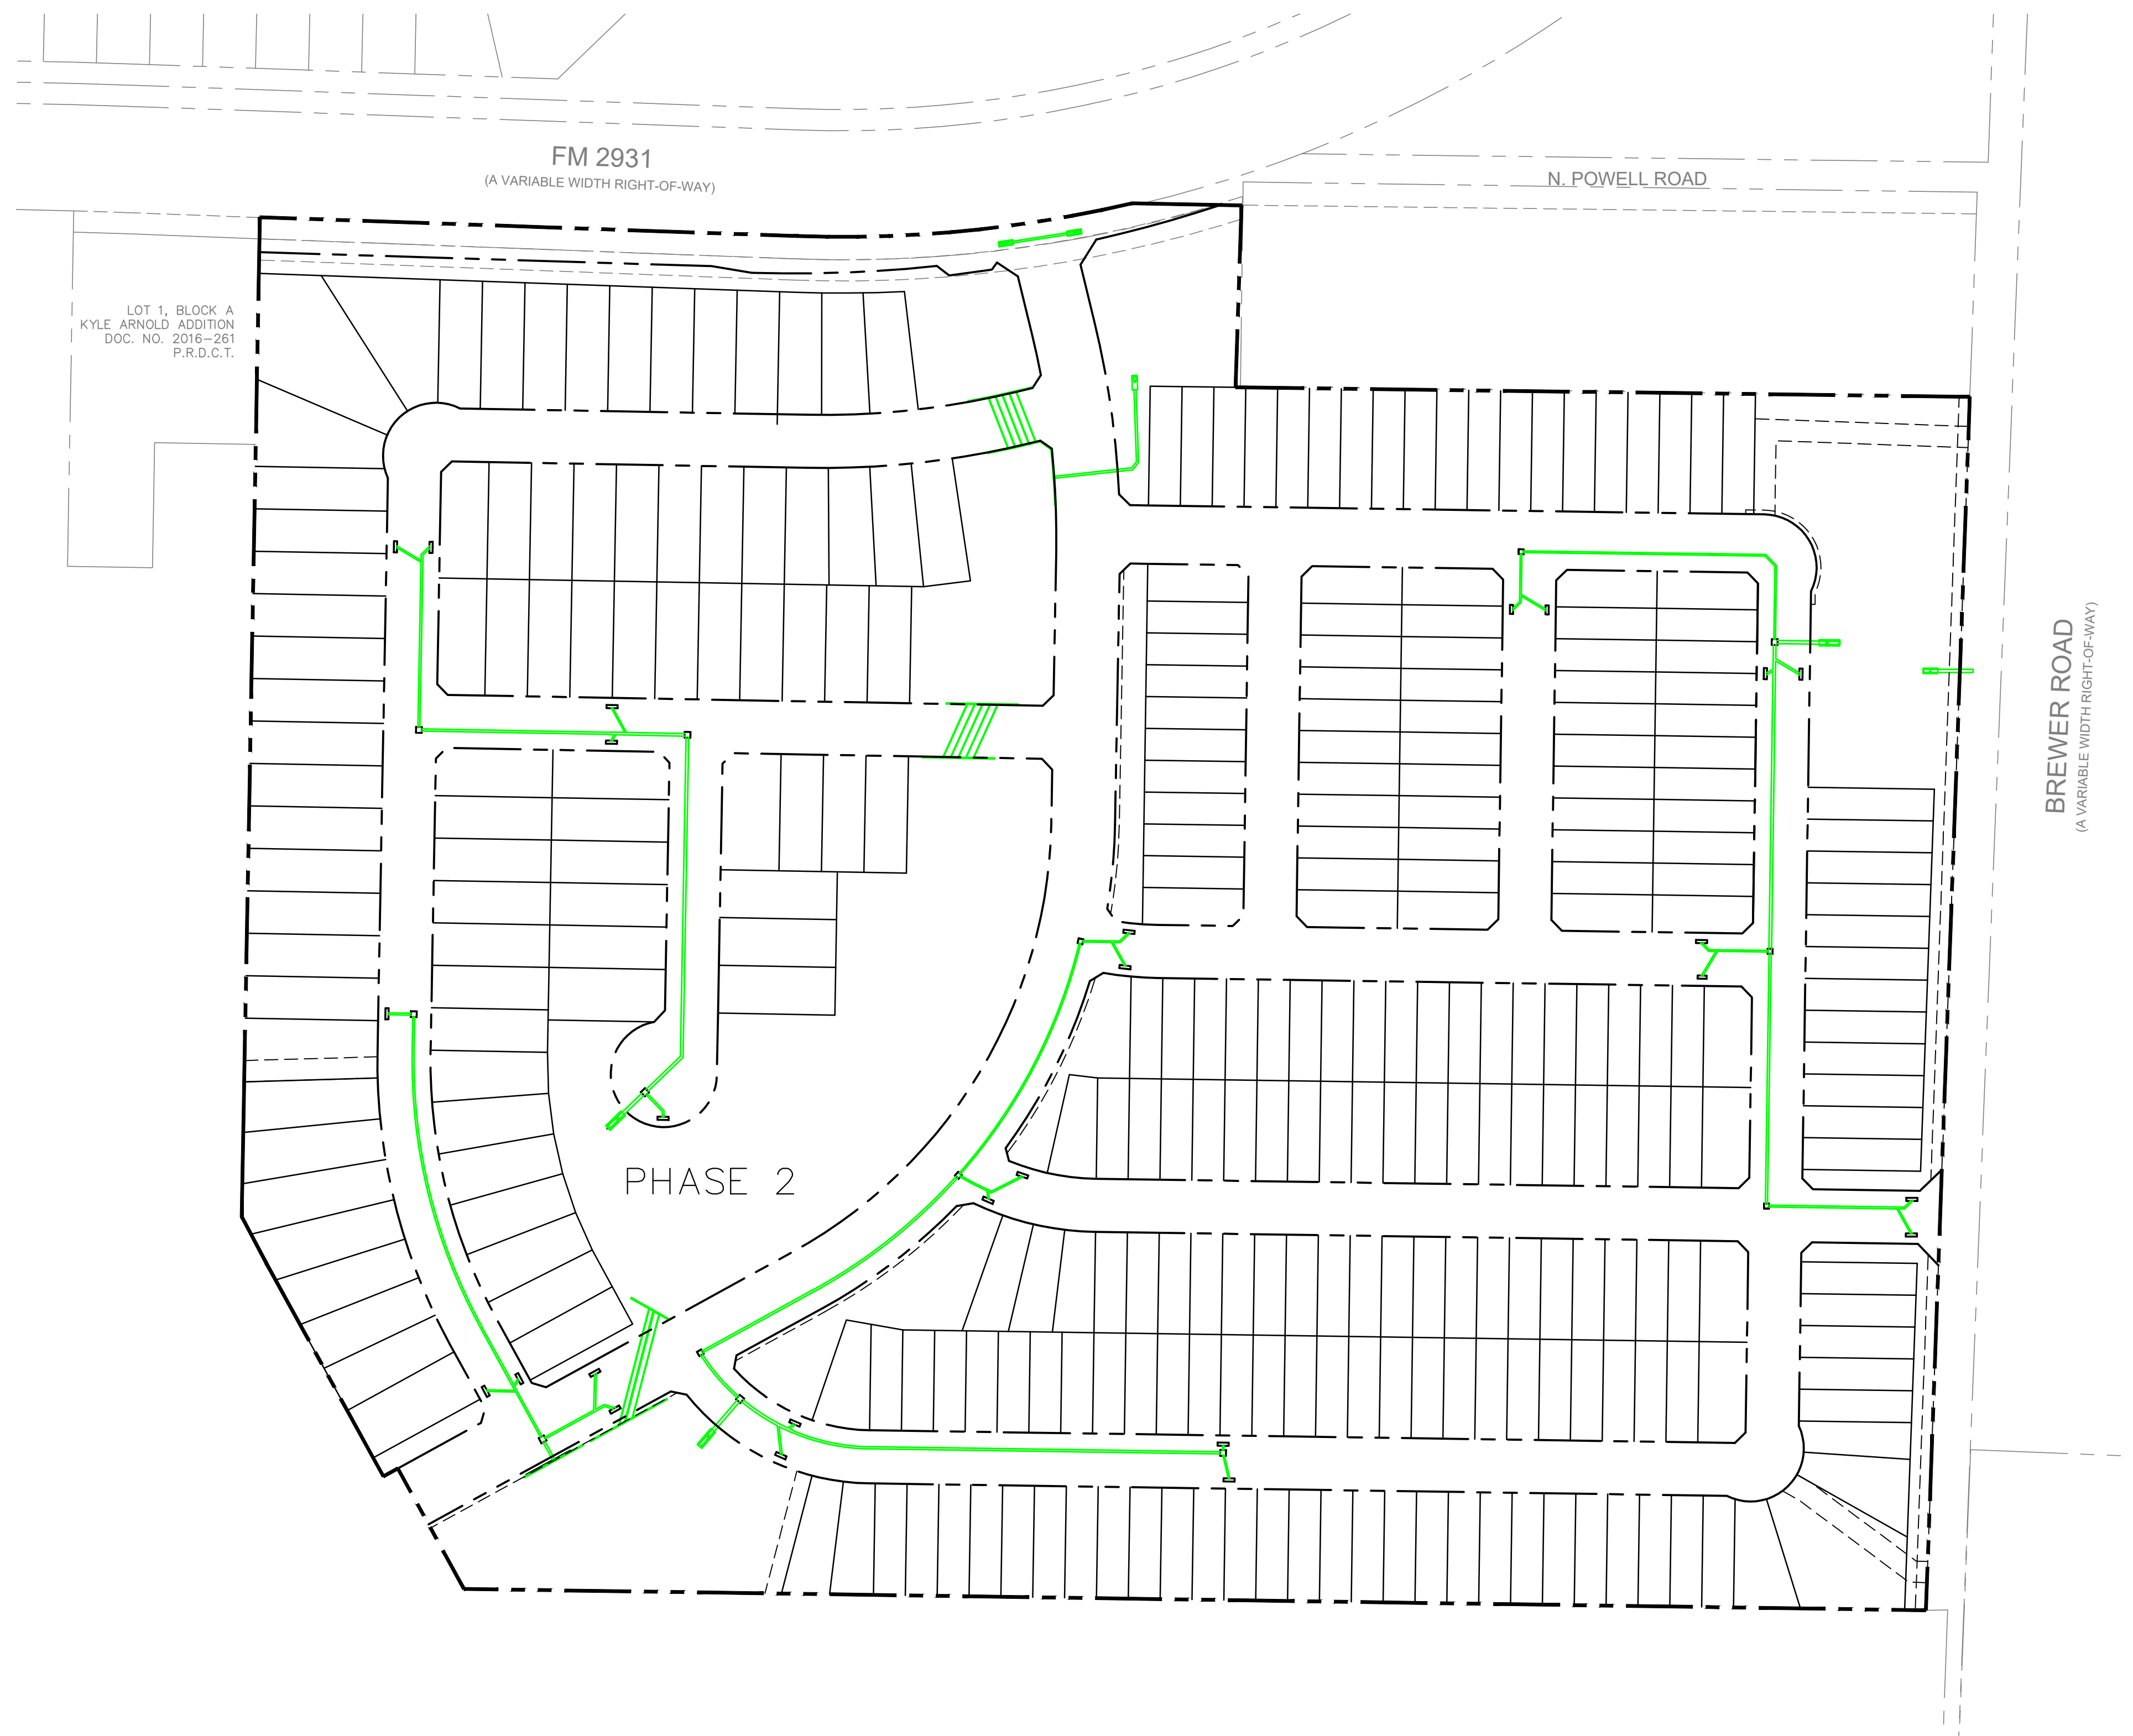 FM 2931
(A VARIABLE WIDTH RIGHT-OF-WAY)
N. POWELL ROAD
LOT 1, BLOCK A
KYLE ARNOLD ADDITION
DOC. NO. 2016-261
P.R.D.C.T.
BREWER ROAD
(A VARIABLE WIDTH RIGHT-OF-WAY)
PHASE 2